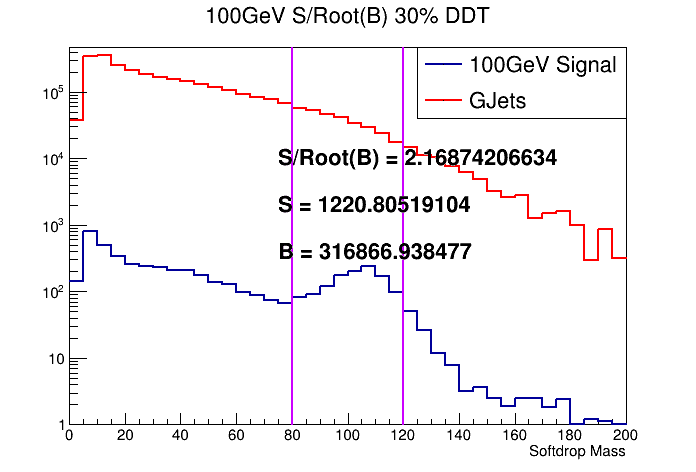 100GeV S/Root(B) 30% DDT
100GeV Signal
GJets
10^5
10^4
10^3
10^2
10
1
S/Root(B) = 2.16874206634
S = 1220.80519104
B = 316866.938477
0 20 40 60 80 100 120 140 160 180 200
Softdrop Mass